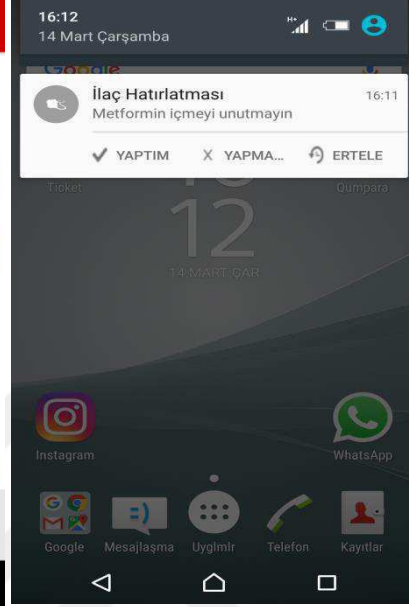 16:12
14 Mart Çarşamba
H+
Google
İlaç Hatırlatması
16:11
Metformin içmeyi unutmayın
YAPTIM
X YAPMA...
ERTELE
Ticket
Qumpara
12
14 MART ÇAR
Instagram
WhatsApp
Google Mesajlaşma Uyglmlr Telefon Kayıtlar